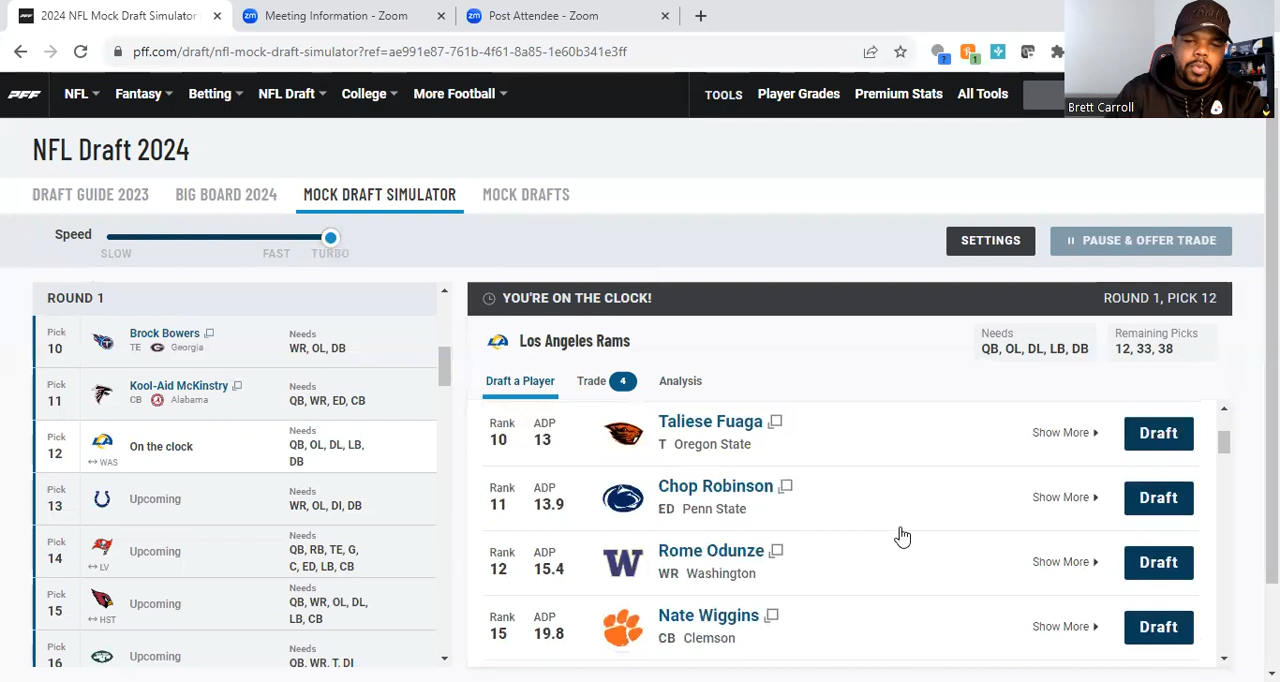 2024 NFL Mock Draft Simulator
Meeting Information - Zoom
Post Attendee - Zoom
pff.com/draft/nfl-mock-draft-simulator?ref=ae991e87-761b-4f61-8a85-1e60b341e3ff
Brett Carroll
PFF
NFL
Fantasy
Betting
NFL Draft
College
More Football
TOOLS
Player Grades
Premium Stats
All Tools
NFL Draft 2024
DRAFT GUIDE 2023
BIG BOARD 2024
MOCK DRAFT SIMULATOR
MOCK DRAFTS
Speed
SLOW
FAST
TURBO
SETTINGS
PAUSE & OFFER TRADE
ROUND 1
Pick 10
Brock Bowers
TE Georgia
Needs
WR, OL, DB
Pick 11
Kool-Aid McKinstry
CB Alabama
Needs
QB, WR, ED, CB
Pick 12
↔ WAS
On the clock
Needs
QB, OL, DL, LB,
DB
Pick 13
Upcoming
Needs
WR, OL, DI, DB
Pick 14
↔ LV
Upcoming
Needs
QB, RB, TE, G,
C, ED, LB, CB
Pick 15
↔ HST
Upcoming
Needs
QB, WR, OL, DL,
LB, CB
Pick 16
Upcoming
Needs
QB, WR, T, DI
YOU'RE ON THE CLOCK!
ROUND 1, PICK 12
Los Angeles Rams
Needs
QB, OL, DL, LB, DB
Remaining Picks
12, 33, 38
Draft a Player
Trade 4
Analysis
Rank 10
ADP 13
Taliese Fuaga
T Oregon State
Show More
Draft
Rank 11
ADP 13.9
Chop Robinson
ED Penn State
Show More
Draft
Rank 12
ADP 15.4
W
Rome Odunze
WR Washington
Show More
Draft
Rank 15
ADP 19.8
Nate Wiggins
CB Clemson
Show More
Draft